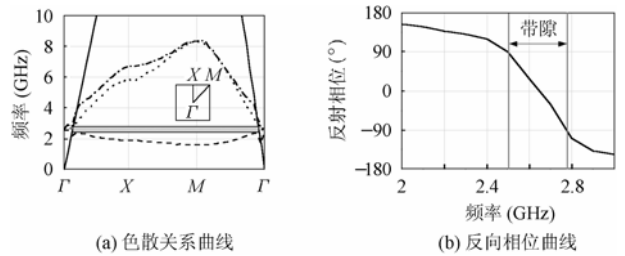 10
8
6
4
2
0
频率 (GHz)
X M
Γ
Γ X M Γ
(a) 色散关系曲线
180
90
0
−90
−180
反射相位 (°)
带隙
2 2.4 2.8
频率 (GHz)
(b) 反向相位曲线